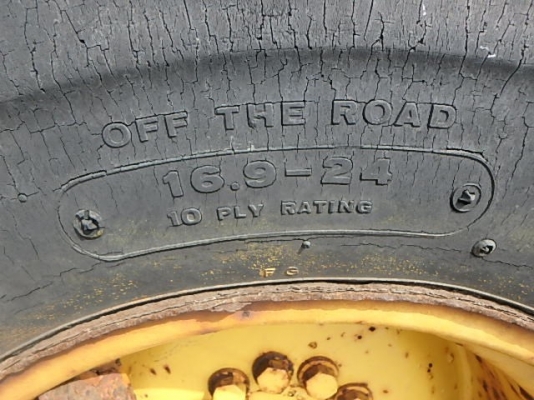 OFF THE ROAD
16.9-24
10 PLY RATING
F G